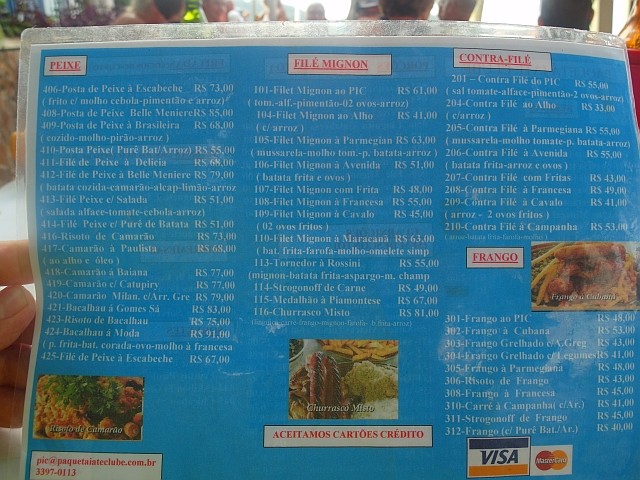 PEIXE
406-Posta de Peixe à Escabeche R$ 73,00
( frito c/ molho cebola-pimentão e arroz)
408-Posta de Peixe Belle Meniere R$ 85,00
409-Posta de Peixe à Brasileira R$ 68,00
(cozido-molho-pirão-arroz )
410-Posta Peixe( Purê Bat/Arroz) R$ 55,00
411-Filé de Peixe à Delícia R$ 68,00
412-Filé de Peixe à Belle Meniere R$ 79,00
( batata cozida-camarão-alcap-limão-arroz
413-Filé Peixe c/ Salada R$ 51,00
( salada alface-tomate-cebola-arroz)
414-Filé Peixe c/ Purê de Batata R$ 51,00
416-Risoto de Camarão R$ 73,00
417-Camarão à Paulista R$ 68,00
( ao alho e óleo )
418-Camarão à Baiana R$ 77,00
419-Camarão c/ Catupiry R$ 77,00
420-Camarão Milan. c/Arr. Gre R$ 79,00
421-Bacalhau à Gomes Sá R$ 83,00
423-Risoto de Bacalhau R$ 75,00
424-Bacalhau à Moda R$ 91,00
( p. frita-bat. corada-ovo-molho à francesa
425-Filé de Peixe à Escabeche R$ 67,00
Risoto de Camarão
pic@paquetaiateclube.com.br
3397-0113
FILÉ MIGNON
101-Filet Mignon ao PIC R$ 61,00
( tom.-alf.-pimentão-02 ovos-arroz)
104-Filet Mignon ao Alho R$ 41,00
( c/ arroz )
105-Filet Mignon à Parmegian R$ 63,00
( mussarela-molho tom.-p. batata-arroz)
106-Filet Mignon à Avenida R$ 51,00
( batata frita e ovos )
107-Filet Mignon com Frita R$ 48,00
108-Filet Mignon à Francesa R$ 55,00
109-Filet Mignon à Cavalo R$ 45,00
( 02 ovos fritos )
110-Filet Mignon à Maracanã R$ 63,00
( bat. frita-farofa-molho-omelete simp
113-Tornedor à Rossini R$ 55,00
(mignon-batata frita-aspargo-m. champ
114-Strogonoff de Carne R$ 49,00
115-Medalhão à Piamontese R$ 67,00
116-Churrasco Misto R$ 81,00
Churrasco Misto
ACEITAMOS CARTÕES CRÉDITO
CONTRA-FILÉ
201 – Contra Filé do PIC R$ 55,00
( sal tomate-alface-pimentão-2 ovos-arroz)
204-Contra Filé ao Alho R$ 33,00
( c/arroz )
205-Contra Filé à Parmegiana R$ 55,00
( mussarela-molho tomate-p. batata-arroz)
206-Contra Filé à Avenida R$ 55,00
( batata frita-arroz e ovos )
207-Contra Filé com Fritas R$ 43,00
208-Contra Filé à Francesa R$ 49,00
209-Contra Filé à Cavalo R$ 41,00
(arroz - 2 ovos fritos )
210-Contra Filé à Campanha R$ 53,00
FRANGO
Frango à Cubana
301-Frango ao PIC R$ 48,00
302-Frango à Cubana R$ 53,00
303-Frango Grelhado c/A.Greg R$ 43,00
304-Frango Grelhado c/ Legumes R$ 41,00
305-Frango à Parmegiana R$ 48,00
306-Risoto de Frango R$ 43,00
308-Frango à Francesa R$ 45,00
310-Carré à Campanha( c/Ar.) R$ 41,00
311-Strogonoff de Frango R$ 45,00
312-Frango (c/ Purê Bat./Ar.) R$ 40,00
VISA
MasterCard